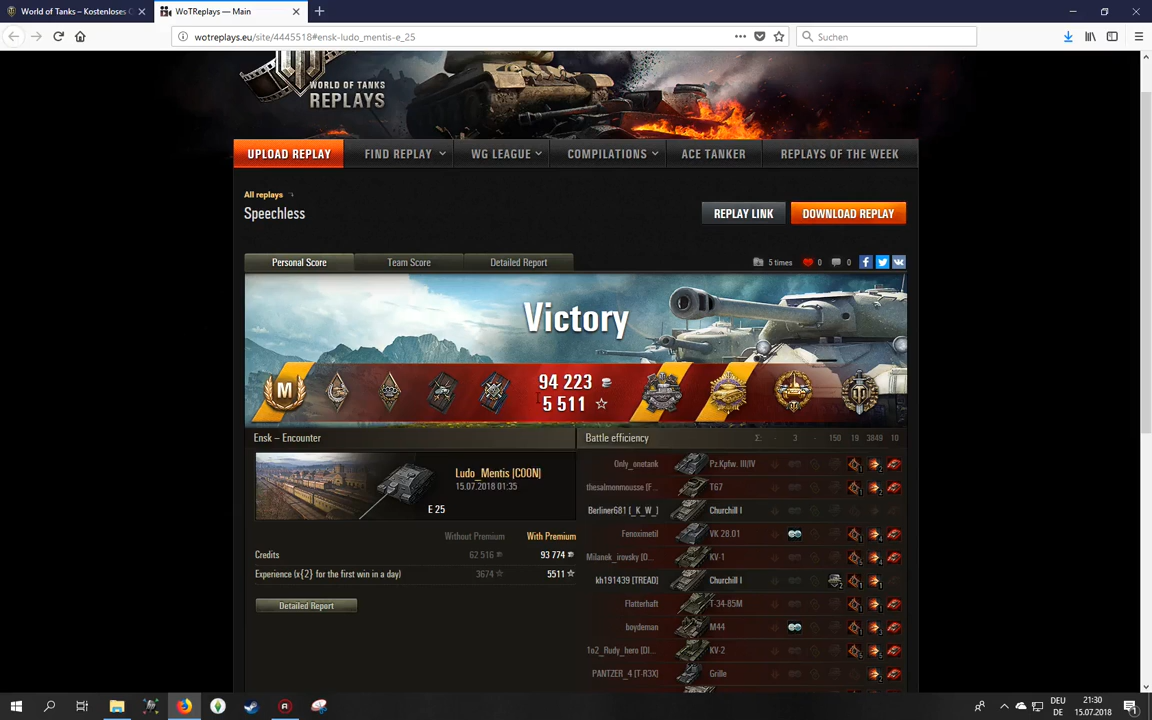 World of Tanks – Kostenloses
WoTReplays — Main
wotreplays.eu/site/4445518#ensk-ludo_mentis-e_25
Suchen
WORLD OF TANKS
REPLAYS
UPLOAD REPLAY
FIND REPLAY
WG LEAGUE
COMPILATIONS
ACE TANKER
REPLAYS OF THE WEEK
All replays
Speechless
REPLAY LINK
DOWNLOAD REPLAY
Personal Score
Team Score
Detailed Report
5 times
0
0
Victory
M
94 223
5 511
Ensk – Encounter
Battle efficiency
Σ: - 3 - 150 19 3849 10
Ludo_Mentis [COON]
15.07.2018 01:35
E 25
Without Premium With Premium
Credits 62 516 93 774
Experience (x{2} for the first win in a day) 3674 5511
Detailed Report
Only_onetank Pz.Kpfw. III/IV
thesalmonmousse [F... T67
Berliner681 [_K_W_) Churchill I
Fenoximetil VK 28.01
Milanek_irovsky [D... KV-1
kh191439 [TREAD] Churchill I
Flatterhaft T-34-85M
boydeman M44
1o2_Rudy_hero [DI... KV-2
PANTZER_4 [T-R3X] Grille
DEU
DE
21:30
15.07.2018